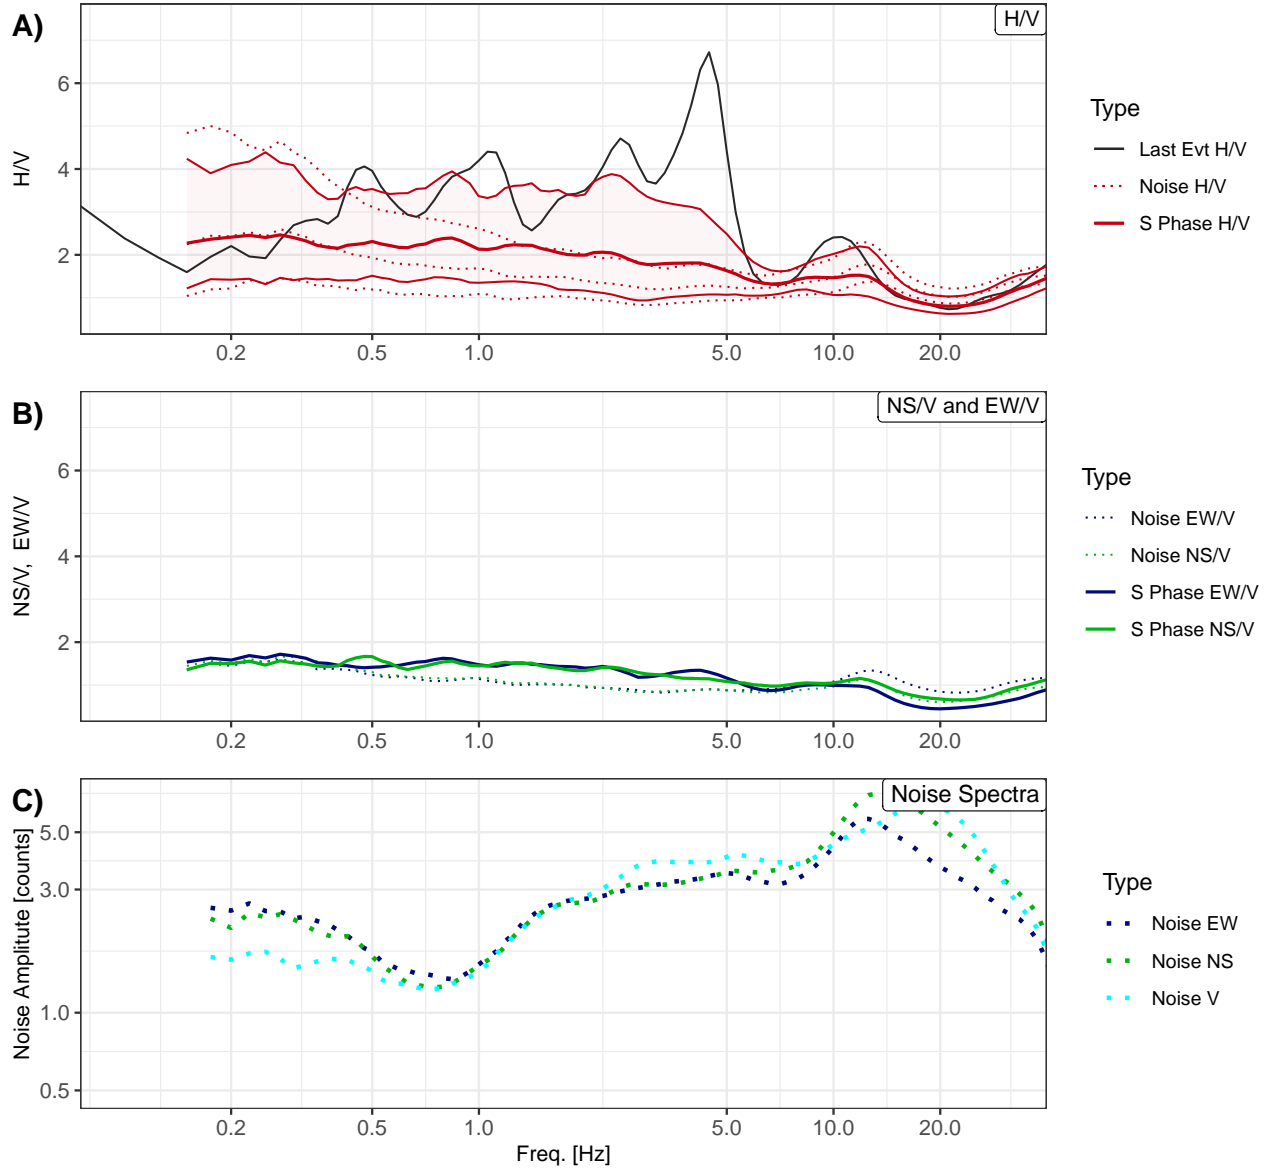 A)
H/V
6
4
2
H/V
0.2 0.5 1.0 5.0 10.0 20.0
Type
Last Evt H/V
Noise H/V
S Phase H/V
B)
NS/V and EW/V
6
4
2
NS/V, EW/V
0.2 0.5 1.0 5.0 10.0 20.0
Type
Noise EW/V
Noise NS/V
S Phase EW/V
S Phase NS/V
C)
Noise Spectra
5.0
3.0
1.0
0.5
Noise Amplitute [counts]
0.2 0.5 1.0 5.0 10.0 20.0
Freq. [Hz]
Type
Noise EW
Noise NS
Noise V